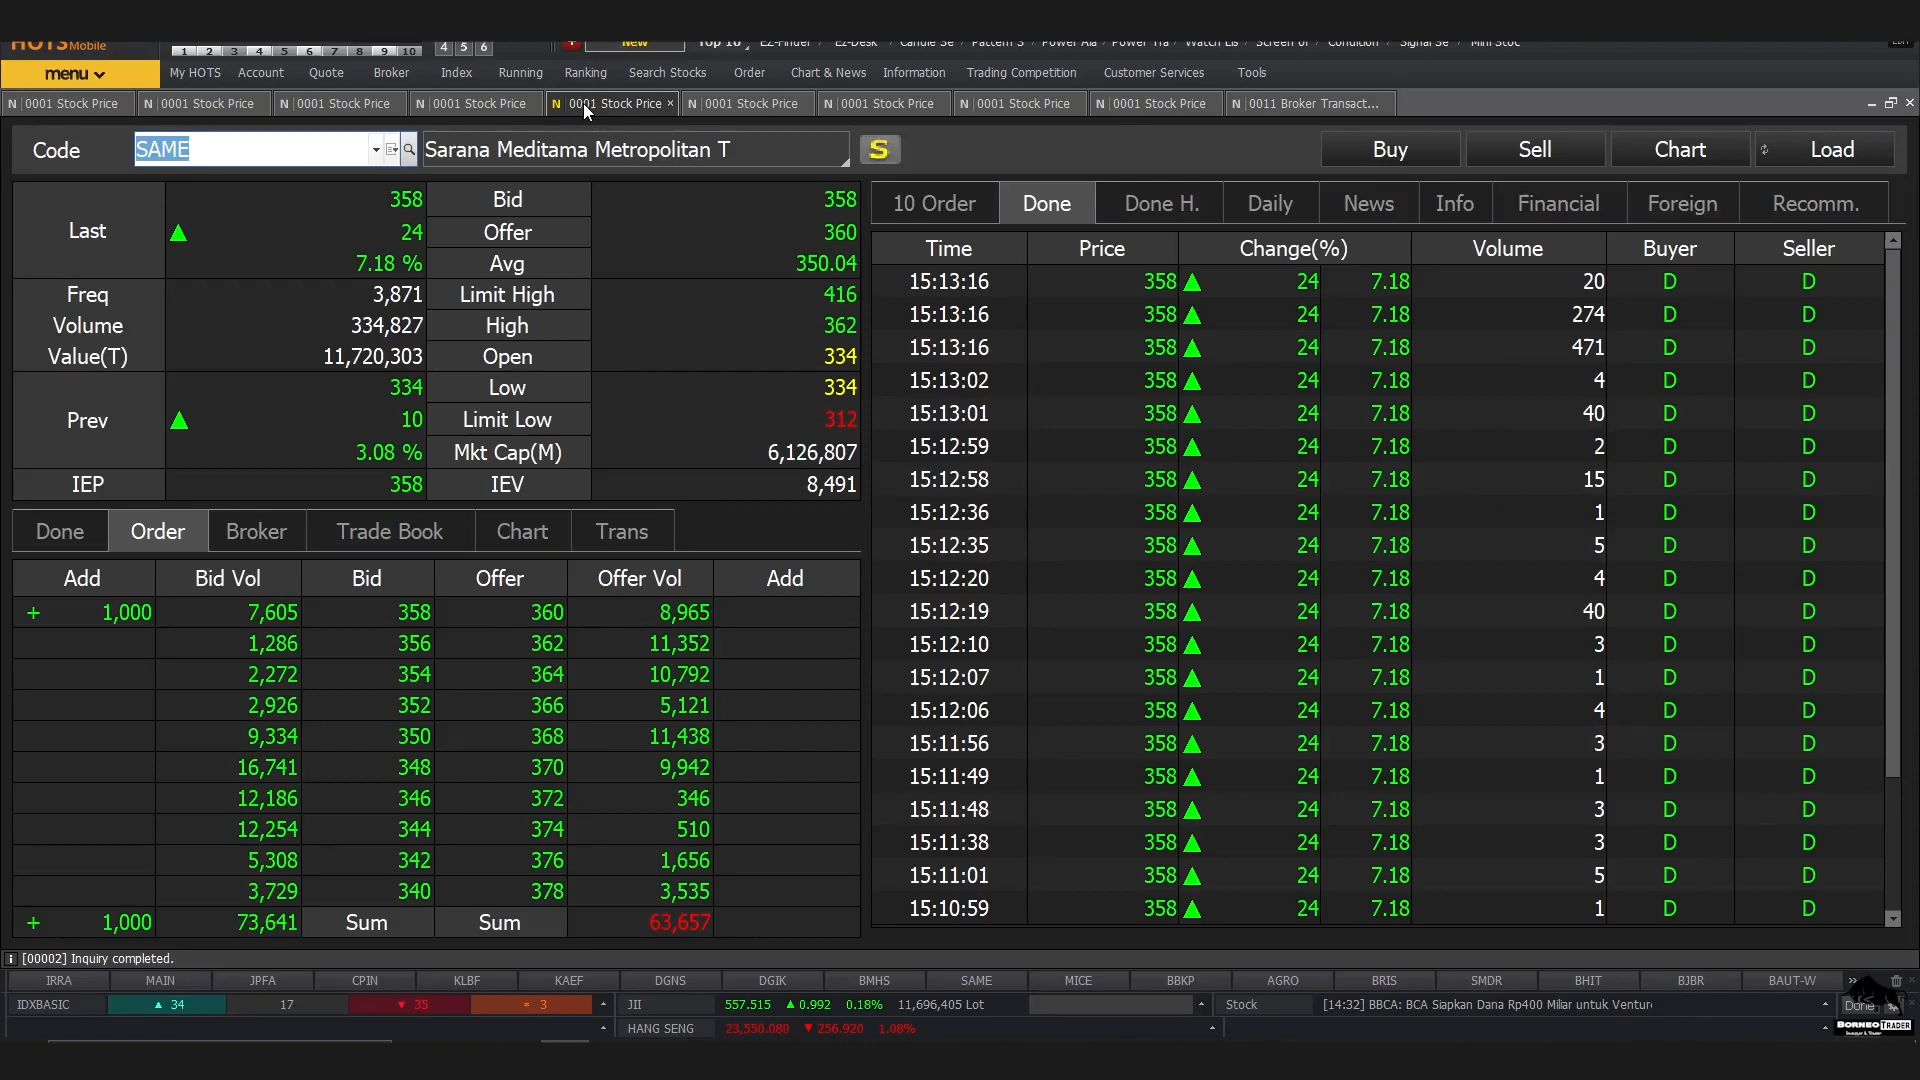 HOTS Mobile
1 2 3 4 5 6 7 8 9 10 4 5 6 New Top 10
menu My HOTS Account Quote Broker Index Running Ranking Search Stocks Order Chart & News Information Trading Competition Customer Services Tools
N 0001 Stock Price N 0001 Stock Price N 0001 Stock Price N 0001 Stock Price N 0001 Stock Price × N 0001 Stock Price N 0001 Stock Price N 0001 Stock Price N 0001 Stock Price N 0011 Broker Transact...
Code SAME Sarana Meditama Metropolitan T S Buy Sell Chart Load
Last 358 Bid 358
▲ 24 Offer 360
7.18 % Avg 350.04
Freq 3,871 Limit High 416
Volume 334,827 High 362
Value(T) 11,720,303 Open 334
Prev 334 Low 334
▲ 10 Limit Low 312
3.08 % Mkt Cap(M) 6,126,807
IEP 358 IEV 8,491
Done Order Broker Trade Book Chart Trans
Add Bid Vol Bid Offer Offer Vol Add
+ 1,000 7,605 358 360 8,965
1,286 356 362 11,352
2,272 354 364 10,792
2,926 352 366 5,121
9,334 350 368 11,438
16,741 348 370 9,942
12,186 346 372 346
12,254 344 374 510
5,308 342 376 1,656
3,729 340 378 3,535
+ 1,000 73,641 Sum Sum 63,657
10 Order Done Done H. Daily News Info Financial Foreign Recomm.
Time Price Change(%) Volume Buyer Seller
15:13:16 358 ▲ 24 7.18 20 D D
15:13:16 358 ▲ 24 7.18 274 D D
15:13:16 358 ▲ 24 7.18 471 D D
15:13:02 358 ▲ 24 7.18 4 D D
15:13:01 358 ▲ 24 7.18 40 D D
15:12:59 358 ▲ 24 7.18 2 D D
15:12:58 358 ▲ 24 7.18 15 D D
15:12:36 358 ▲ 24 7.18 1 D D
15:12:35 358 ▲ 24 7.18 5 D D
15:12:20 358 ▲ 24 7.18 4 D D
15:12:19 358 ▲ 24 7.18 40 D D
15:12:10 358 ▲ 24 7.18 3 D D
15:12:07 358 ▲ 24 7.18 1 D D
15:12:06 358 ▲ 24 7.18 4 D D
15:11:56 358 ▲ 24 7.18 3 D D
15:11:49 358 ▲ 24 7.18 1 D D
15:11:48 358 ▲ 24 7.18 3 D D
15:11:38 358 ▲ 24 7.18 3 D D
15:11:01 358 ▲ 24 7.18 5 D D
15:10:59 358 ▲ 24 7.18 1 D D
[00002] Inquiry completed.
IRRA MAIN JPFA CPIN KLBF KAEF DGNS DGIK BMHS SAME MICE BBKP AGRO BRIS SMDR BHIT BJBR BAUT-W
IDXBASIC ▲ 34 17 ▼ 35 3 JII 557.515 ▲ 0.992 0.18% 11,696,405 Lot Stock [14:32] BBCA: BCA Siapkan Dana Rp400 Miliar untuk Venture Done
HANG SENG 23,550.080 ▼ 256.920 1.08%
BORNEO TRADER